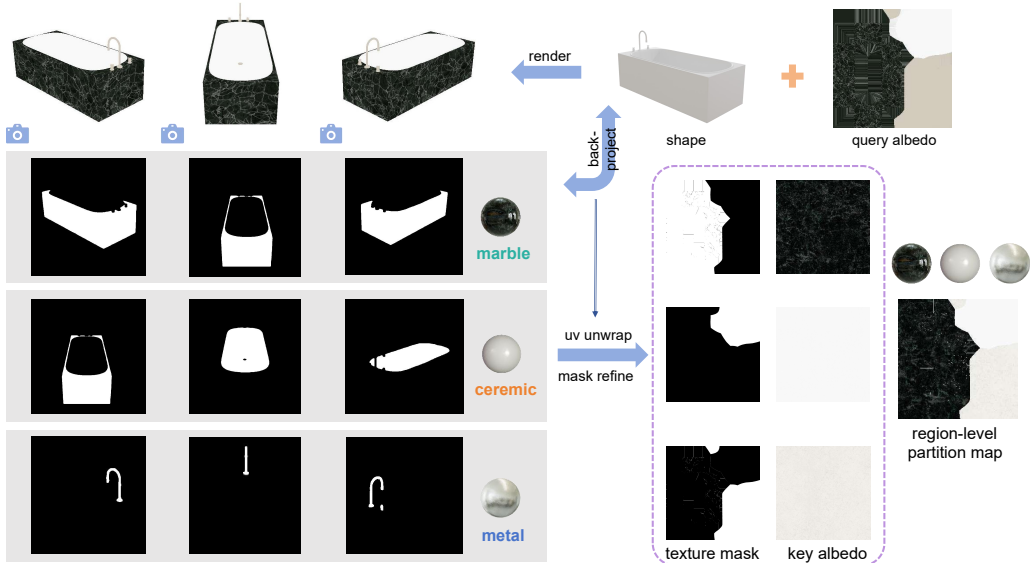 render
shape
query albedo
back-
project
marble
ceremic
metal
uv unwrap
mask refine
texture mask
key albedo
region-level
partition map